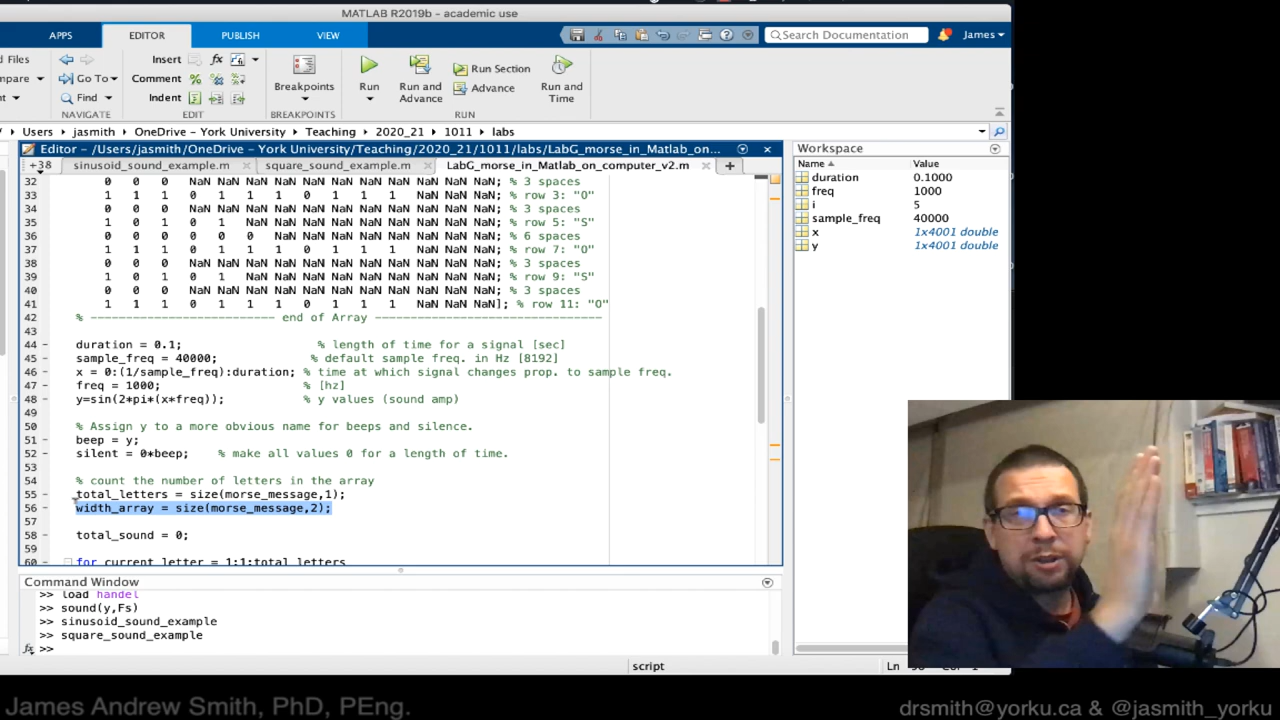 MATLAB R2019b - academic use
APPS EDITOR PUBLISH VIEW Search Documentation James
Files Insert fx Run Section
Go To Comment % Breakpoints Run Run and Advance Run and Time
Find Indent Advance
NAVIGATE EDIT BREAKPOINTS RUN
Users jasmith OneDrive - York University Teaching 2020_21 1011 labs
Editor - /Users/jasmith/OneDrive - York University/Teaching/2020_21/1011/labs/LabG_morse_in_Matlab_on_... Workspace
+38 sinusoid_sound_example.m square_sound_example.m LabG_morse_in_Matlab_on_computer_v2.m
32 0 0 0 NaN NaN NaN NaN NaN NaN NaN NaN NaN NaN NaN; % 3 spaces
33 1 1 1 0 1 1 1 0 1 1 1 NaN NaN NaN; % row 3: "O"
34 0 0 0 NaN NaN NaN NaN NaN NaN NaN NaN NaN NaN NaN; % 3 spaces
35 1 0 1 0 1 NaN NaN NaN NaN NaN NaN NaN NaN NaN; % row 5: "S"
36 0 0 0 0 0 0 NaN NaN NaN NaN NaN NaN NaN NaN; % 6 spaces
37 1 1 1 0 1 1 1 0 1 1 1 NaN NaN NaN; % row 7: "O"
38 0 0 0 NaN NaN NaN NaN NaN NaN NaN NaN NaN NaN NaN; % 3 spaces
39 1 0 1 0 1 NaN NaN NaN NaN NaN NaN NaN NaN NaN; % row 9: "S"
40 0 0 0 NaN NaN NaN NaN NaN NaN NaN NaN NaN NaN NaN; % 3 spaces
41 1 1 1 0 1 1 1 0 1 1 1 NaN NaN NaN]; % row 11: "O"
42 % -------------------------- end of Array ---------------------------------
43
44 duration = 0.1; % length of time for a signal [sec]
45 sample_freq = 40000; % default sample freq. in Hz [8192]
46 x = 0:(1/sample_freq):duration; % time at which signal changes prop. to sample freq.
47 freq = 1000; % [hz]
48 y=sin(2*pi*(x*freq)); % y values (sound amp)
49
50 % Assign y to a more obvious name for beeps and silence.
51 beep = y;
52 silent = 0*beep; % make all values 0 for a length of time.
53
54 % count the number of letters in the array
55 total_letters = size(morse_message,1);
56 width_array = size(morse_message,2);
57
58 total_sound = 0;
59
60 for current_letter = 1:1:total_letters
Name Value
duration 0.1000
freq 1000
i 5
sample_freq 40000
x 1x4001 double
y 1x4001 double
Command Window
>> load handel
>> sound(y,Fs)
>> sinusoid_sound_example
>> square_sound_example
fx >>
script Ln
James Andrew Smith, PhD, PEng. drsmith@yorku.ca & @jasmith_yorku